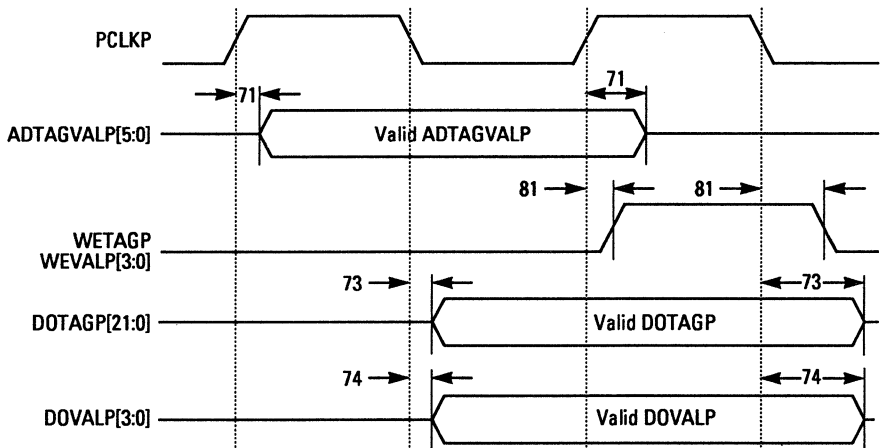 PCLKP
71
71
ADTAGVALP[5:0]
Valid ADTAGVALP
81
81
WETAGP
WEVALP[3:0]
73
73
DOTAGP[21:0]
Valid DOTAGP
74
74
DOVALP[3:0]
Valid DOVALP